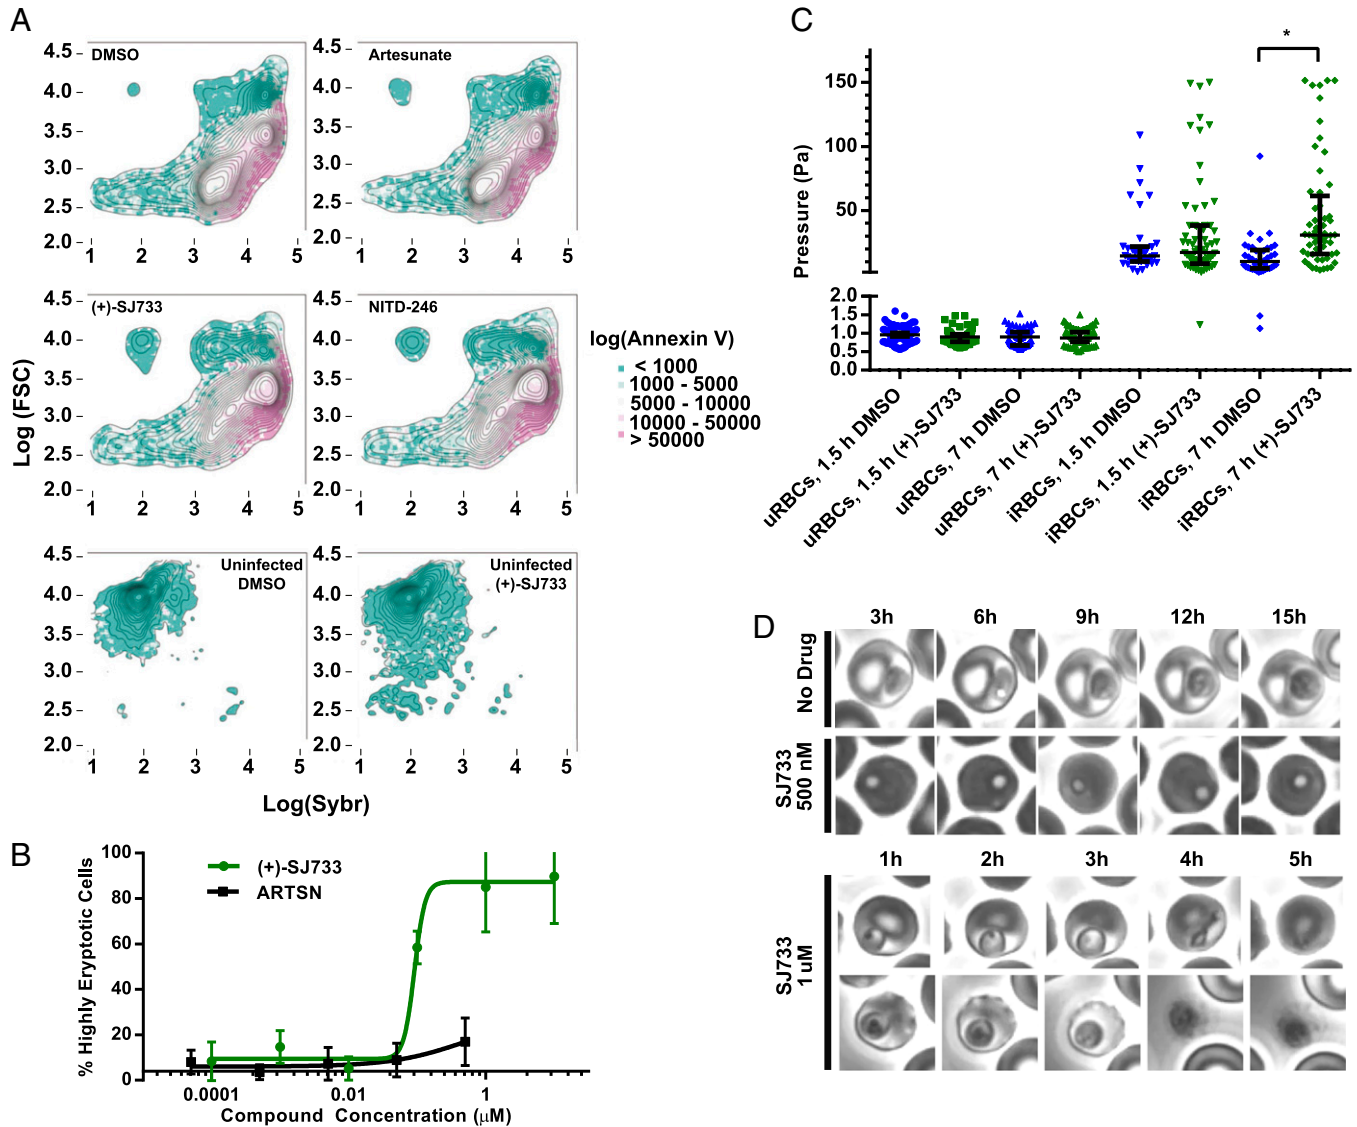 A
DMSO
Artesunate
4.5
4.0
3.5
3.0
2.5
2.0
1 2 3 4 5
4.5
4.0
3.5
3.0
2.5
2.0
1 2 3 4 5
(+)-SJ733
NITD-246
4.5
4.0
3.5
3.0
2.5
2.0
1 2 3 4 5
4.5
4.0
3.5
3.0
2.5
2.0
1 2 3 4 5
log(Annexin V)
< 1000
1000 - 5000
5000 - 10000
10000 - 50000
> 50000
Log (FSC)
Uninfected
DMSO
Uninfected
(+)-SJ733
4.5
4.0
3.5
3.0
2.5
2.0
1 2 3 4 5
4.5
4.0
3.5
3.0
2.5
2.0
1 2 3 4 5
Log(Sybr)
B
% Highly Eryptotic Cells
100
80
60
40
20
0
(+)-SJ733
ARTSN
0.0001 0.01 1
Compound Concentration (μM)
C
*
Pressure (Pa)
150
100
50
2.0
1.5
1.0
0.5
0.0
uRBCs, 1.5 h DMSO
uRBCs, 1.5 h (+)-SJ733
uRBCs, 7 h DMSO
uRBCs, 7 h (+)-SJ733
iRBCs, 1.5 h DMSO
iRBCs, 1.5 h (+)-SJ733
iRBCs, 7 h DMSO
iRBCs, 7 h (+)-SJ733
D
3h 6h 9h 12h 15h
No Drug
SJ733
500 nM
1h 2h 3h 4h 5h
SJ733
1 uM